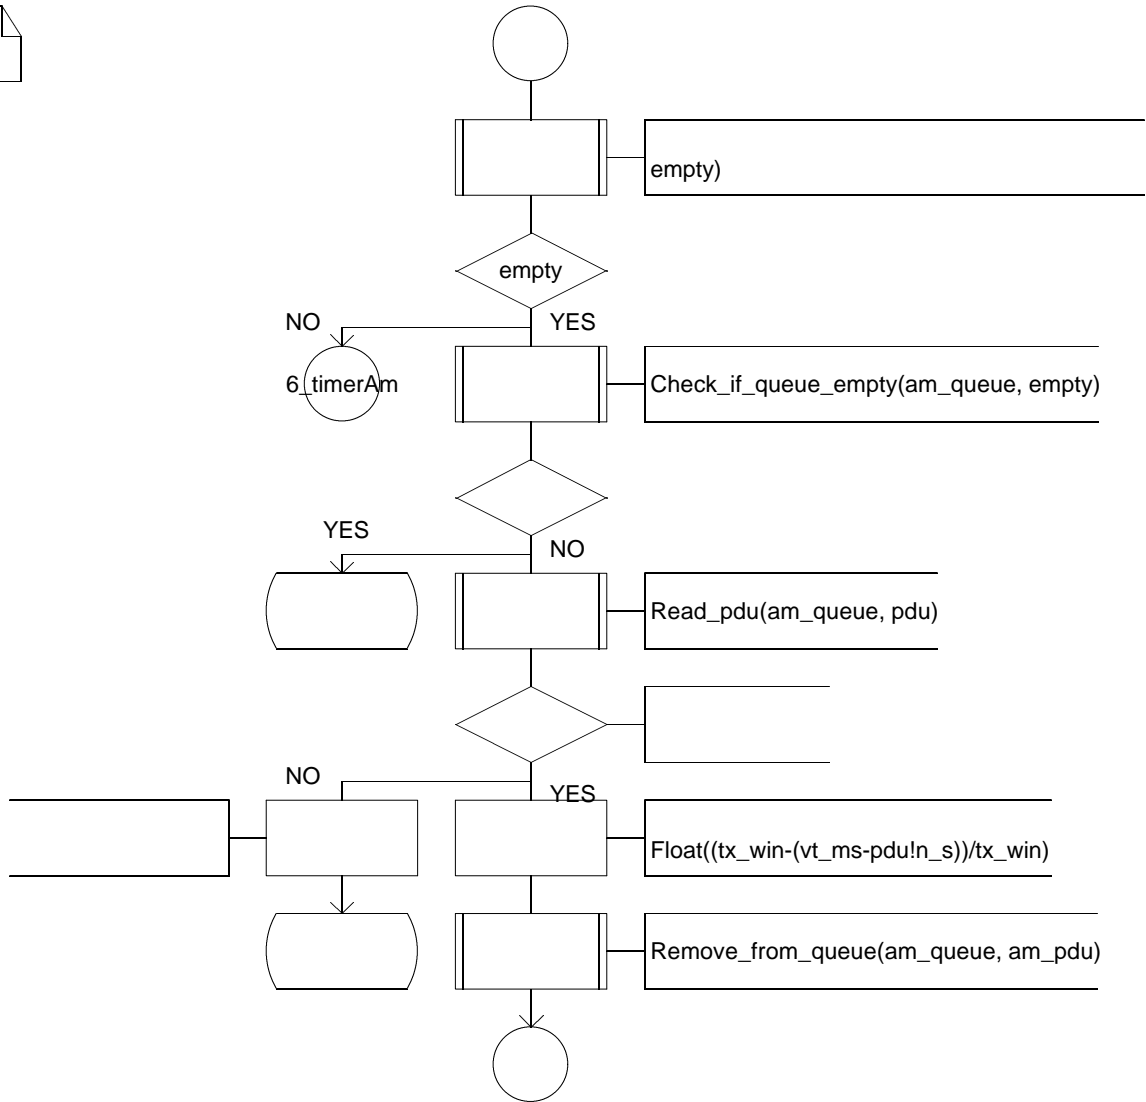 empty)
empty
NO
YES
6_timerAm
Check_if_queue_empty(am_queue, empty)
YES
NO
Read_pdu(am_queue, pdu)
NO
YES
Float((tx_win-(vt_ms-pdu!n_s))/tx_win)
Remove_from_queue(am_queue, am_pdu)